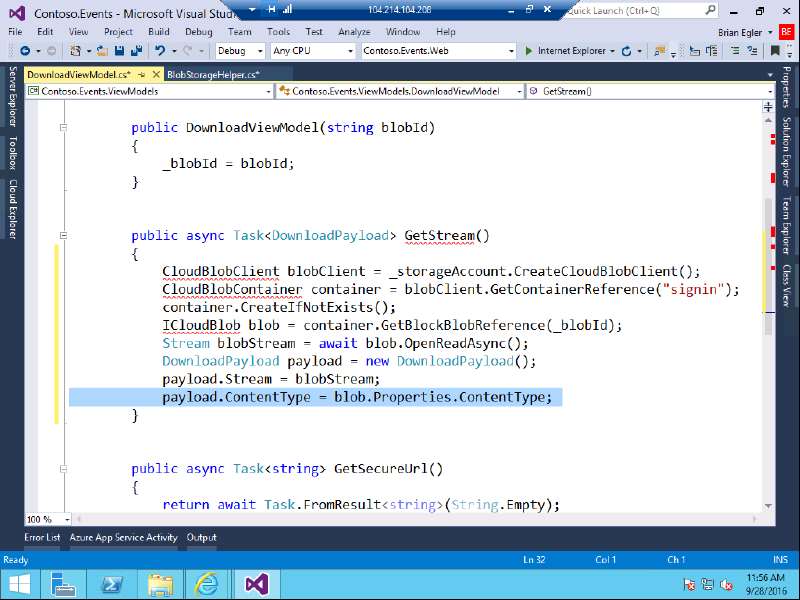 Contoso.Events - Microsoft Visual Stud
104.214.104.208
Quick Launch (Ctrl+Q)
File Edit View Project Build Debug Team Tools Test Analyze Window Help
Brian Egler
BE
Debug Any CPU Contoso.Events.Web Internet Explorer
DownloadViewModel.cs* BlobStorageHelper.cs*
Contoso.Events.ViewModels Contoso.Events.ViewModels.DownloadViewModel GetStream()
Server Explorer
Toolbox
Cloud Explorer
public DownloadViewModel(string blobId)
{
_blobId = blobId;
}
public async Task<DownloadPayload> GetStream()
{
CloudBlobClient blobClient = _storageAccount.CreateCloudBlobClient();
CloudBlobContainer container = blobClient.GetContainerReference("signin");
container.CreateIfNotExists();
ICloudBlob blob = container.GetBlockBlobReference(_blobId);
Stream blobStream = await blob.OpenReadAsync();
DownloadPayload payload = new DownloadPayload();
payload.Stream = blobStream;
payload.ContentType = blob.Properties.ContentType;
}
public async Task<string> GetSecureUrl()
{
return await Task.FromResult<string>(String.Empty);
Properties
Solution Explorer
Team Explorer
Class View
100 %
Error List Azure App Service Activity Output
Ready Ln 32 Col 1 Ch 1 INS
11:56 AM
9/28/2016